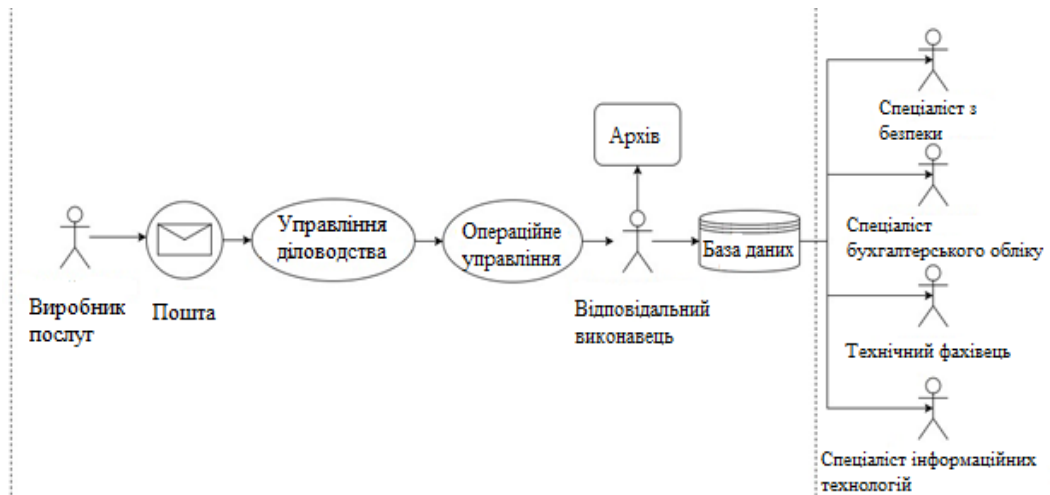 Виробник
послуг
Пошта
Управління
діловодства
Операційне
управління
Архів
Відповідальний
виконавець
База даних
Спеціаліст з
безпеки
Спеціаліст
бухгалтерського обліку
Технічний фахівець
Спеціаліст інформаційних
технологій